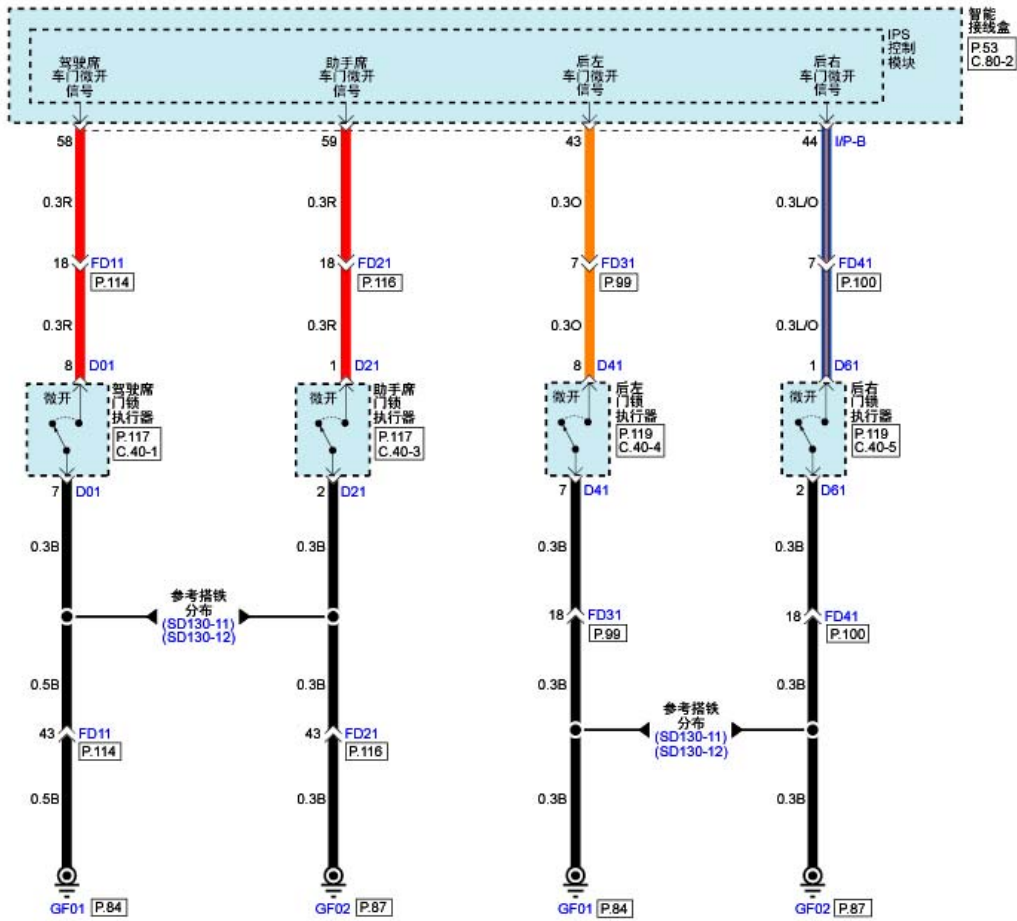 智能
接线盒
P.53
C.80-2
IPS
控制
模块
驾驶席
车门微开
信号
助手席
车门微开
信号
后左
车门微开
信号
后右
车门微开
信号
58
59
43
44
I/P-B
0.3R
0.3R
0.3O
0.3L/O
18
FD11
P.114
18
FD21
P.116
7
FD31
P.99
7
FD41
P.100
0.3R
0.3R
0.3O
0.3L/O
8
D01
1
D21
8
D41
1
D61
微开
驾驶席
门锁
执行器
P.117
C.40-1
微开
助手席
门锁
执行器
P.117
C.40-3
微开
后左
门锁
执行器
P.119
C.40-4
微开
后右
门锁
执行器
P.119
C.40-5
7
D01
2
D21
7
D41
2
D61
0.3B
0.3B
0.3B
0.3B
参考搭铁
分布
(SD130-11)
(SD130-12)
18
FD31
P.99
18
FD41
P.100
0.5B
0.3B
0.3B
0.3B
参考搭铁
分布
(SD130-11)
(SD130-12)
43
FD11
P.114
43
FD21
P.116
0.5B
0.3B
0.3B
0.3B
GF01
P.84
GF02
P.87
GF01
P.84
GF02
P.87